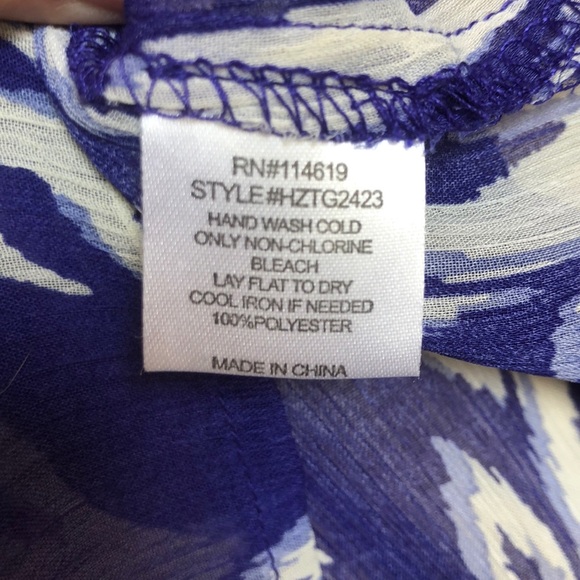 RN#114619
STYLE#HZTG2423
HAND WASH COLD
ONLY NON-CHLORINE
BLEACH
LAY FLAT TO DRY
COOL IRON IF NEEDED
100%POLYESTER
MADE IN CHINA